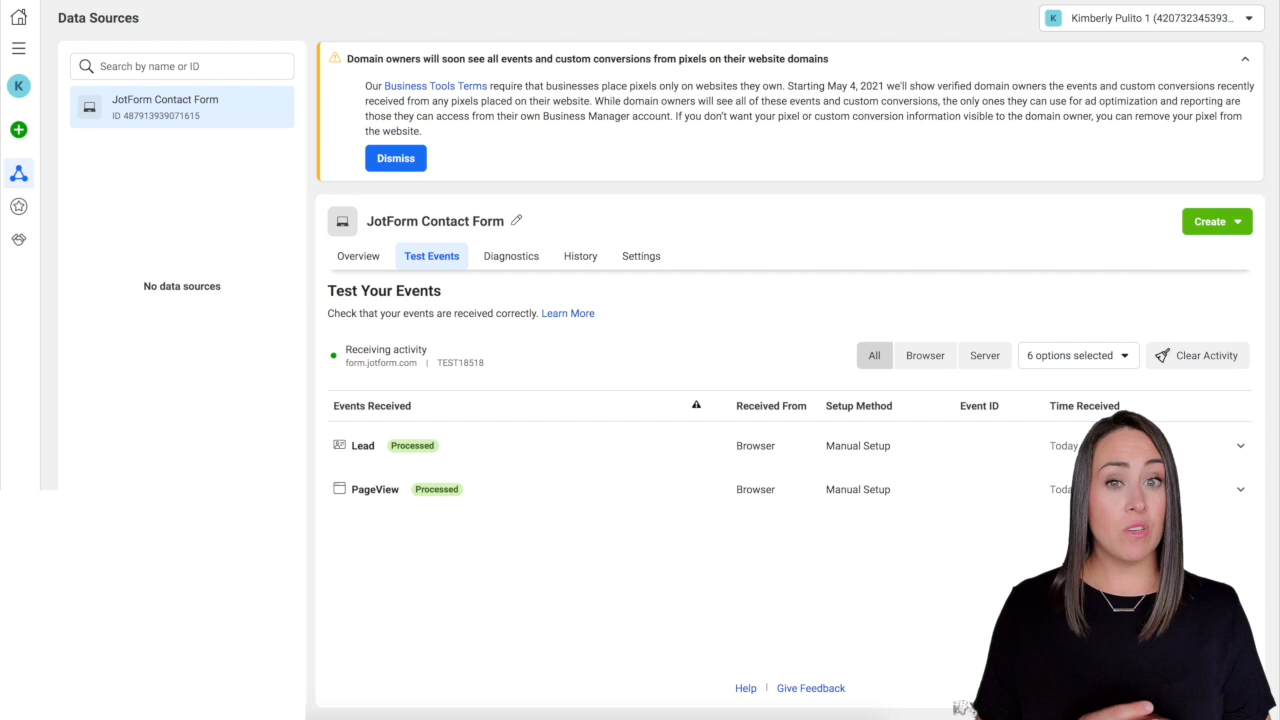 Data Sources
K
Kimberly Pulito 1 (420732345393...
Search by name or ID
JotForm Contact Form
ID 487913939071615
No data sources
K
Domain owners will soon see all events and custom conversions from pixels on their website domains
Our Business Tools Terms require that businesses place pixels only on websites they own. Starting May 4, 2021 we'll show verified domain owners the events and custom conversions recently
received from any pixels placed on their website. While domain owners will see all of these events and custom conversions, the only ones they can use for ad optimization and reporting are
those they can access from their own Business Manager account. If you don't want your pixel or custom conversion information visible to the domain owner, you can remove your pixel from
the website.
Dismiss
JotForm Contact Form
Create
Overview Test Events Diagnostics History Settings
Test Your Events
Check that your events are received correctly. Learn More
Receiving activity
form.jotform.com | TEST18518
All Browser Server 6 options selected Clear Activity
Events Received Received From Setup Method Event ID Time Received
Lead Processed Browser Manual Setup Today
PageView Processed Browser Manual Setup
Help | Give Feedback